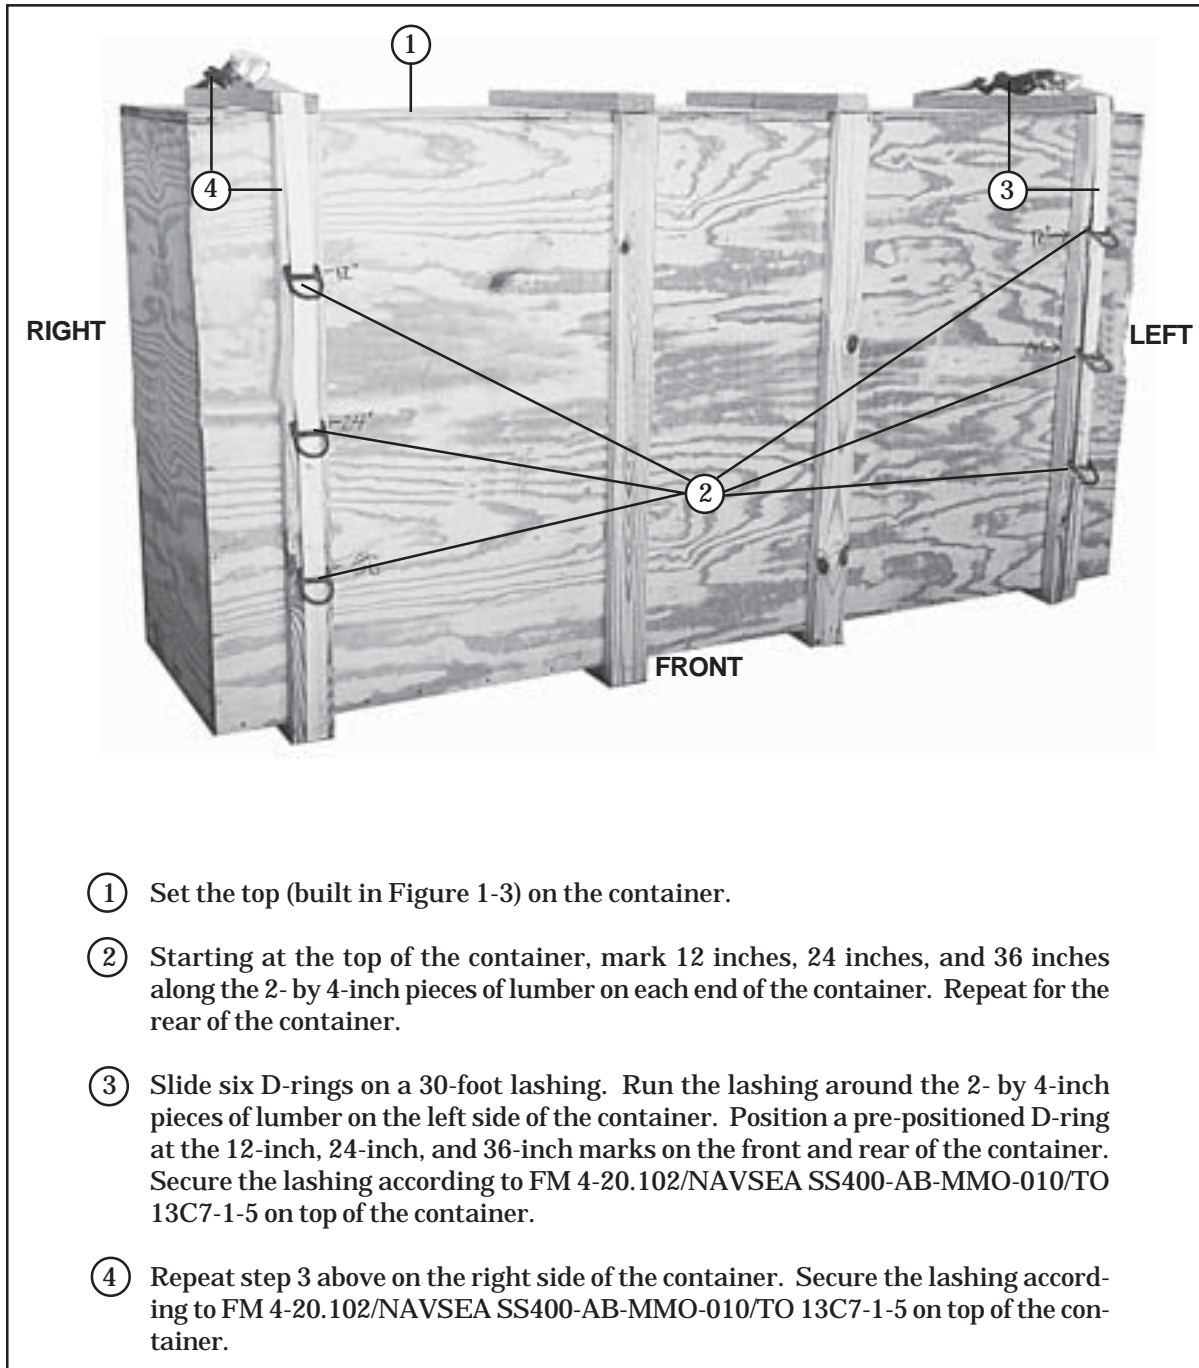 1
4
3
12"
12"
RIGHT
LEFT
24"
2
36
FRONT
1 Set the top (built in Figure 1-3) on the container.
2 Starting at the top of the container, mark 12 inches, 24 inches, and 36 inches
along the 2- by 4-inch pieces of lumber on each end of the container. Repeat for the
rear of the container.
3 Slide six D-rings on a 30-foot lashing. Run the lashing around the 2- by 4-inch
pieces of lumber on the left side of the container. Position a pre-positioned D-ring
at the 12-inch, 24-inch, and 36-inch marks on the front and rear of the container.
Secure the lashing according to FM 4-20.102/NAVSEA SS400-AB-MMO-010/TO
13C7-1-5 on top of the container.
4 Repeat step 3 above on the right side of the container. Secure the lashing accord-
ing to FM 4-20.102/NAVSEA SS400-AB-MMO-010/TO 13C7-1-5 on top of the con-
tainer.